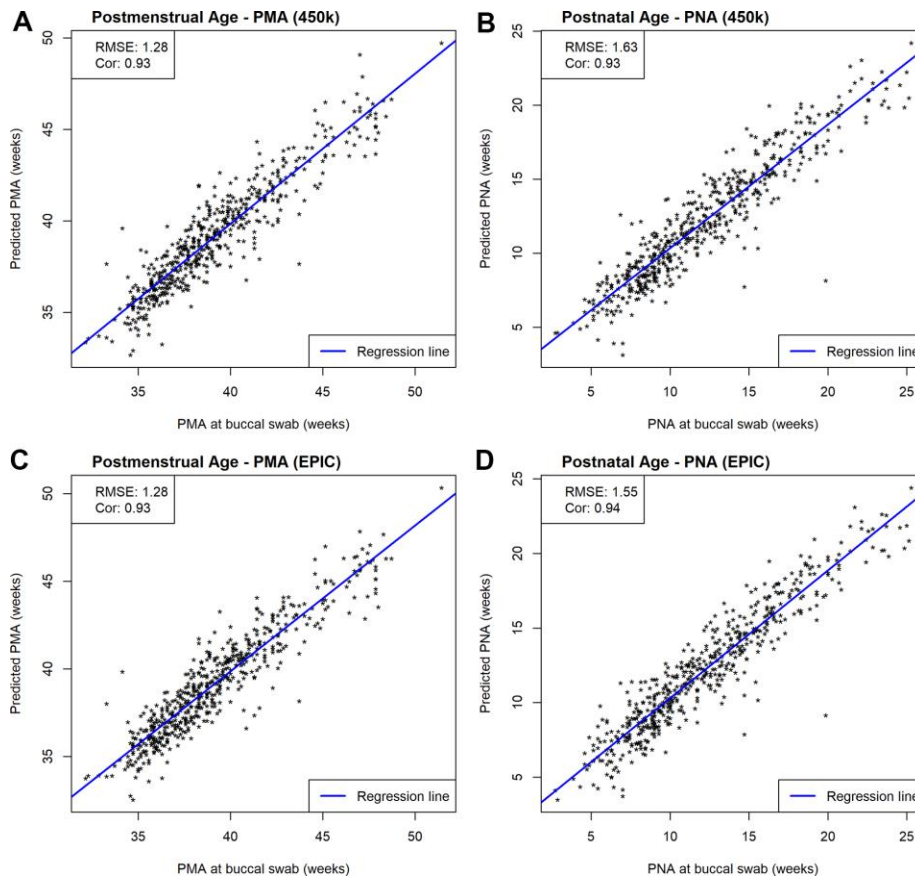 A
Postmenstrual Age - PMA (450k)
RMSE: 1.28
Cor: 0.93
50
45
40
35
Predicted PMA (weeks)
Regression line
35 40 45 50
PMA at buccal swab (weeks)
B
Postnatal Age - PNA (450k)
RMSE: 1.63
Cor: 0.93
25
20
15
10
5
Predicted PNA (weeks)
Regression line
5 10 15 20 25
PNA at buccal swab (weeks)
C
Postmenstrual Age - PMA (EPIC)
RMSE: 1.28
Cor: 0.93
50
45
40
35
Predicted PMA (weeks)
Regression line
35 40 45 50
PMA at buccal swab (weeks)
D
Postnatal Age - PNA (EPIC)
RMSE: 1.55
Cor: 0.94
25
20
15
10
5
Predicted PNA (weeks)
Regression line
5 10 15 20 25
PNA at buccal swab (weeks)